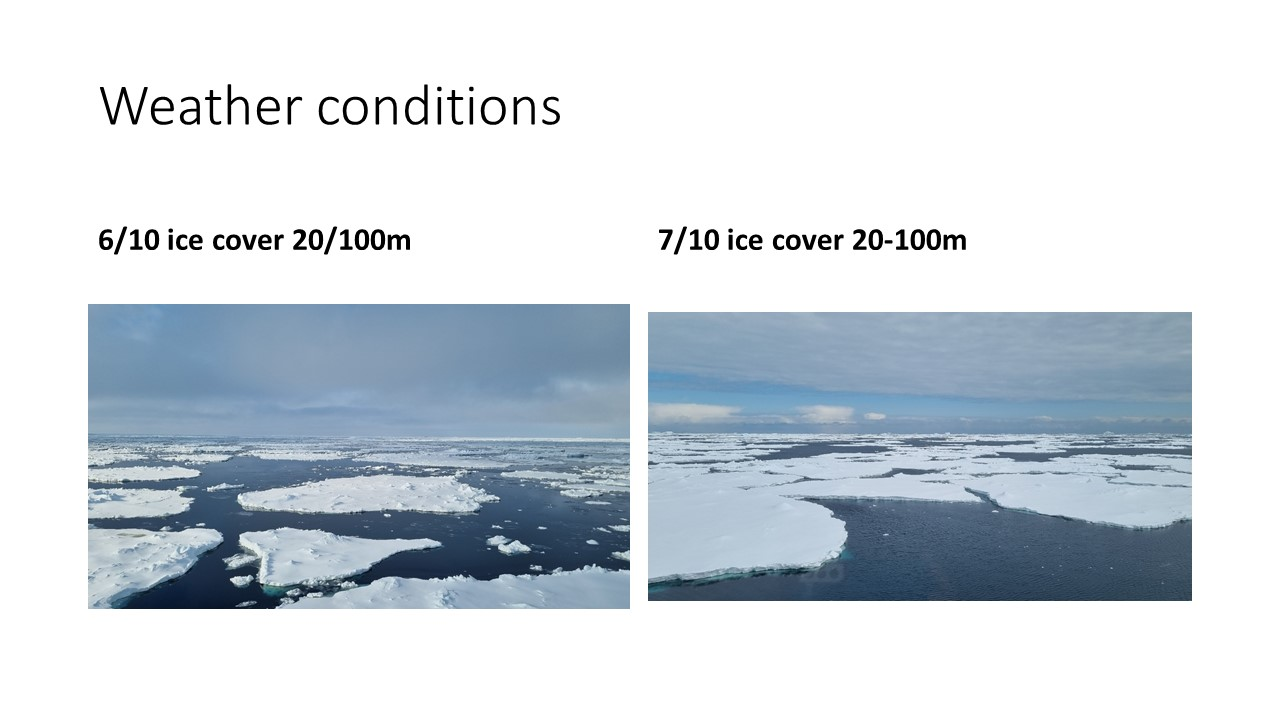 Weather conditions
6/10 ice cover 20/100m
7/10 ice cover 20-100m